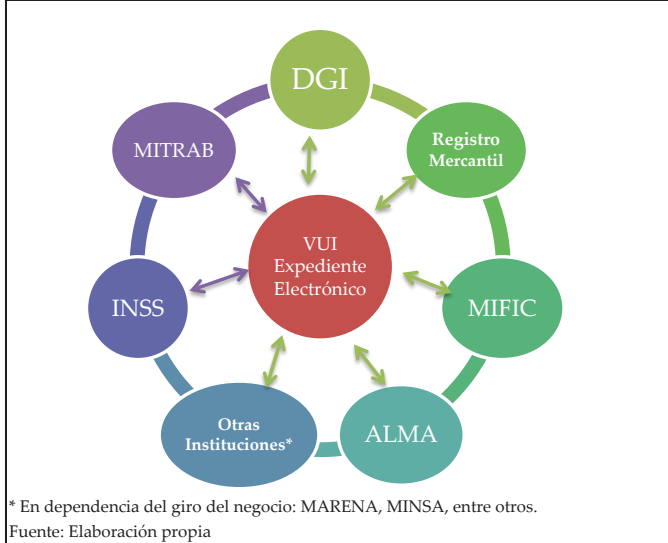 DGI
Registro
Mercantil
MITRAB
VUI
Expediente
Electrónico
INSS
MIFIC
Otras
Instituciones*
ALMA
* En dependencia del giro del negocio: MARENA, MINSA, entre otros.
Fuente: Elaboración propia